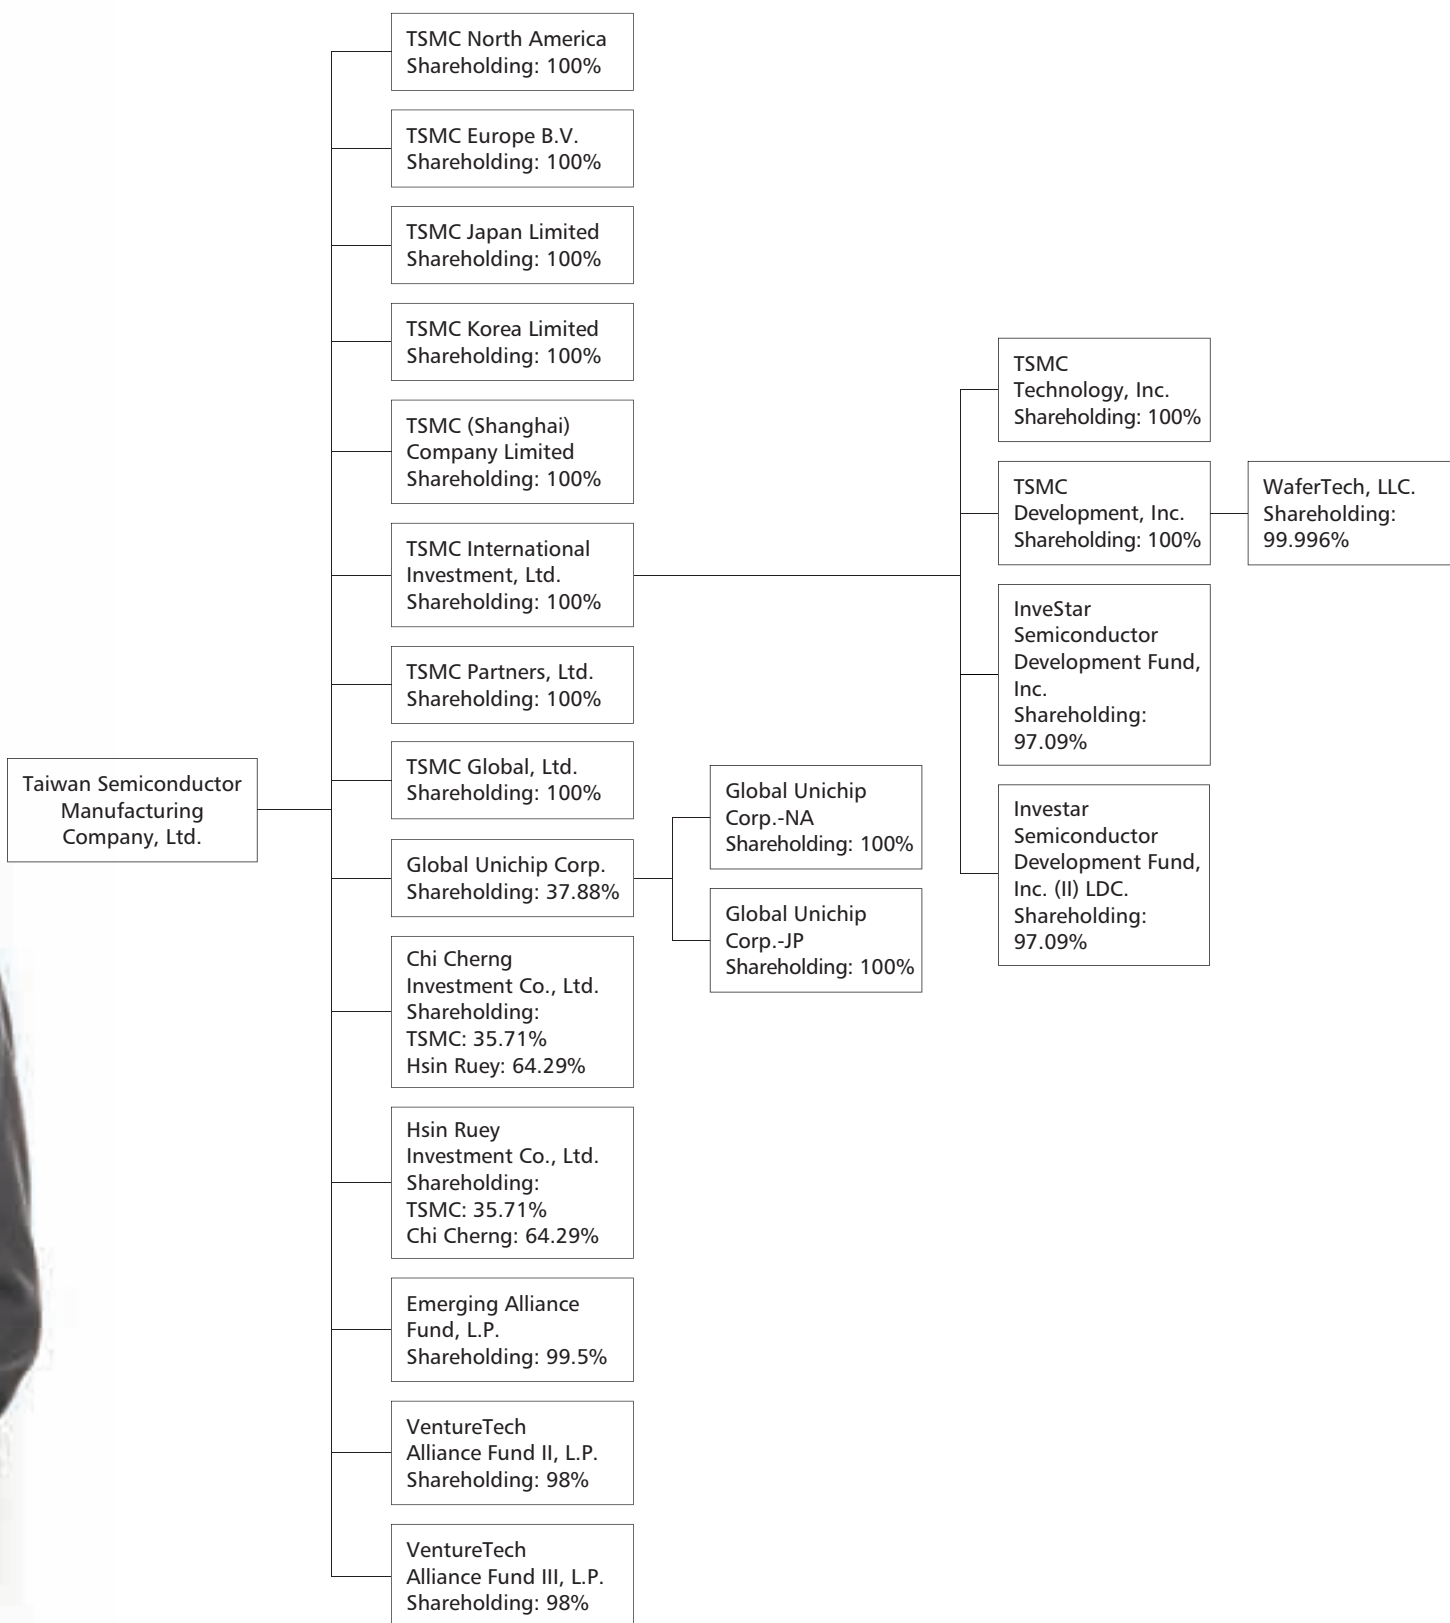 TSMC North America
Shareholding: 100%
TSMC Europe B.V.
Shareholding: 100%
TSMC Japan Limited
Shareholding: 100%
TSMC Korea Limited
Shareholding: 100%
TSMC (Shanghai)
Company Limited
Shareholding: 100%
TSMC International
Investment, Ltd.
Shareholding: 100%
TSMC Partners, Ltd.
Shareholding: 100%
Taiwan Semiconductor
Manufacturing
Company, Ltd.
TSMC Global, Ltd.
Shareholding: 100%
Global Unichip Corp.
Shareholding: 37.88%
Chi Cherng
Investment Co., Ltd.
Shareholding:
TSMC: 35.71%
Hsin Ruey: 64.29%
Hsin Ruey
Investment Co., Ltd.
Shareholding:
TSMC: 35.71%
Chi Cherng: 64.29%
Emerging Alliance
Fund, L.P.
Shareholding: 99.5%
VentureTech
Alliance Fund II, L.P.
Shareholding: 98%
VentureTech
Alliance Fund III, L.P.
Shareholding: 98%
Global Unichip
Corp.-NA
Shareholding: 100%
Global Unichip
Corp.-JP
Shareholding: 100%
TSMC
Technology, Inc.
Shareholding: 100%
TSMC
Development, Inc.
Shareholding: 100%
WaferTech, LLC.
Shareholding:
99.996%
InveStar
Semiconductor
Development Fund,
Inc.
Shareholding:
97.09%
Investar
Semiconductor
Development Fund,
Inc. (II) LDC.
Shareholding:
97.09%